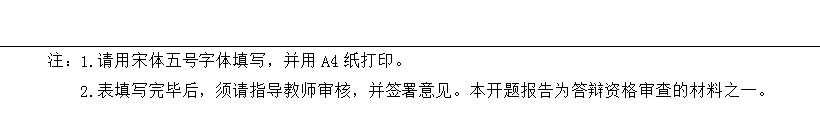 注：1.请用宋体五号字体填写，并用A4纸打印。
2.表填写完毕后，须请指导教师审核，并签署意见。本开题报告为答辩资格审查的材料之一。